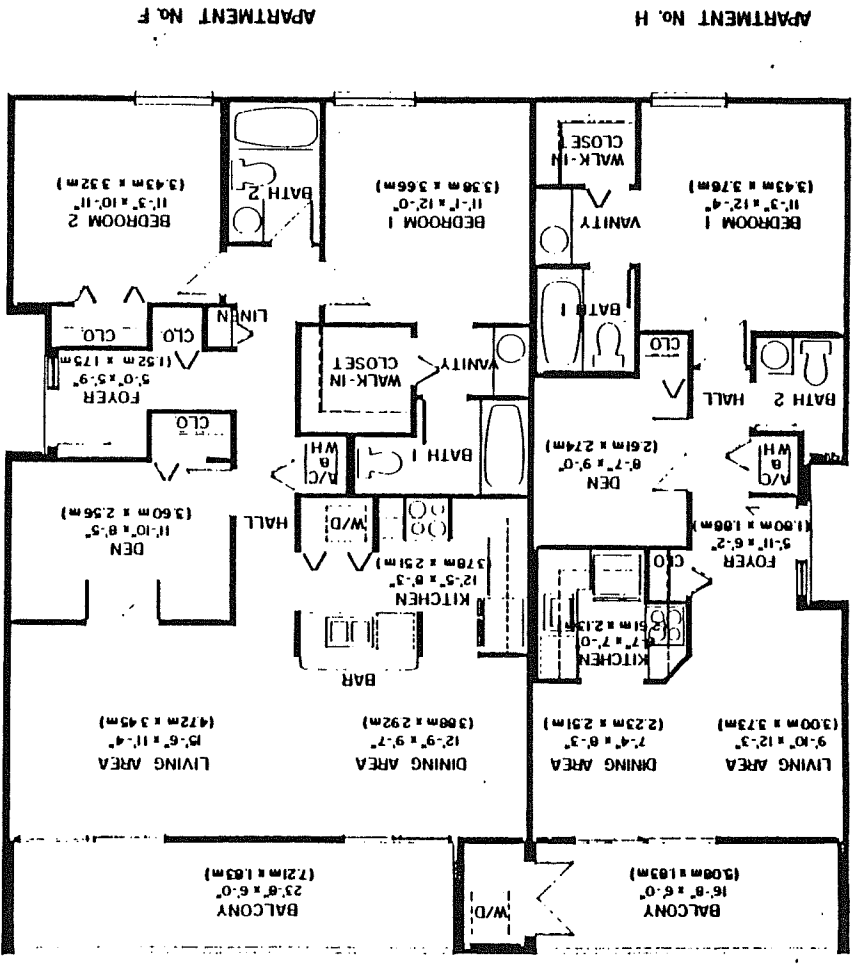 BALCONY
16'-8" x 6'-0"
(5.08m x 1.83m)
W/D
BALCONY
23'-8" x 6'-0"
(7.21m x 1.83m)
LIVING AREA
9'-10" x 12'-3"
(3.00m x 3.73m)
DINING AREA
7'-4" x 8'-3"
(2.23m x 2.51m)
DINING AREA
12'-9" x 9'-7"
(3.88m x 2.92m)
LIVING AREA
15'-6" x 11'-4"
(4.72m x 3.45m)
KITCHEN
8'-7" x 7'-0"
2.61m x 2.13m
BAR
FOYER
5'-11" x 6'-2"
(1.80m x 1.88m)
CLO
KITCHEN
12'-5" x 8'-3"
(3.78m x 2.51m)
W/D
HALL
DEN
11'-10" x 8'-5"
(3.60m x 2.56m)
A/C
&
WH
DEN
8'-7" x 9'-0"
(2.61m x 2.74m)
BATH 1
A/C
&
WH
CLO
BATH 2
HALL
CLO
VANITY
WALK-IN
CLOSET
FOYER
5'-0" x 5'-9"
(1.52m x 1.75m)
BATH 1
LINEN
CLO
CLO
BEDROOM 1
11'-3" x 12'-4"
(3.43m x 3.76m)
VANITY
WALK-IN
CLOSET
BEDROOM 1
11'-1" x 12'-0"
(3.38m x 3.66m)
BATH 2
BEDROOM 2
11'-3" x 10'-11"
(3.43m x 3.32m)
APARTMENT No. H
APARTMENT No. F